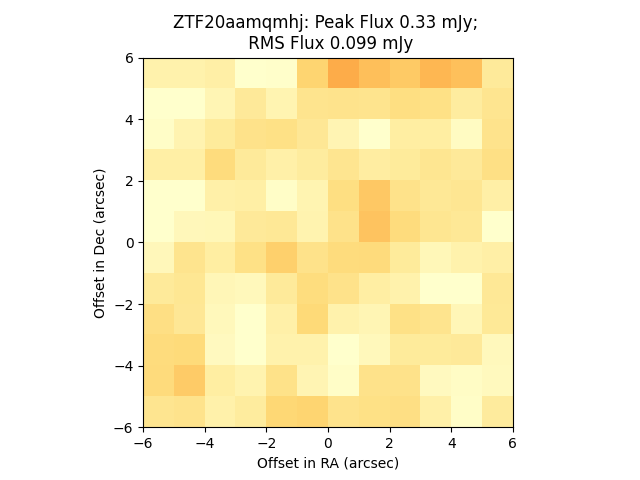 ZTF20aamqmhj: Peak Flux 0.33 mJy;
RMS Flux 0.099 mJy
6
4
2
0
−2
−4
−6
Offset in Dec (arcsec)
−6 −4 −2 0 2 4 6
Offset in RA (arcsec)